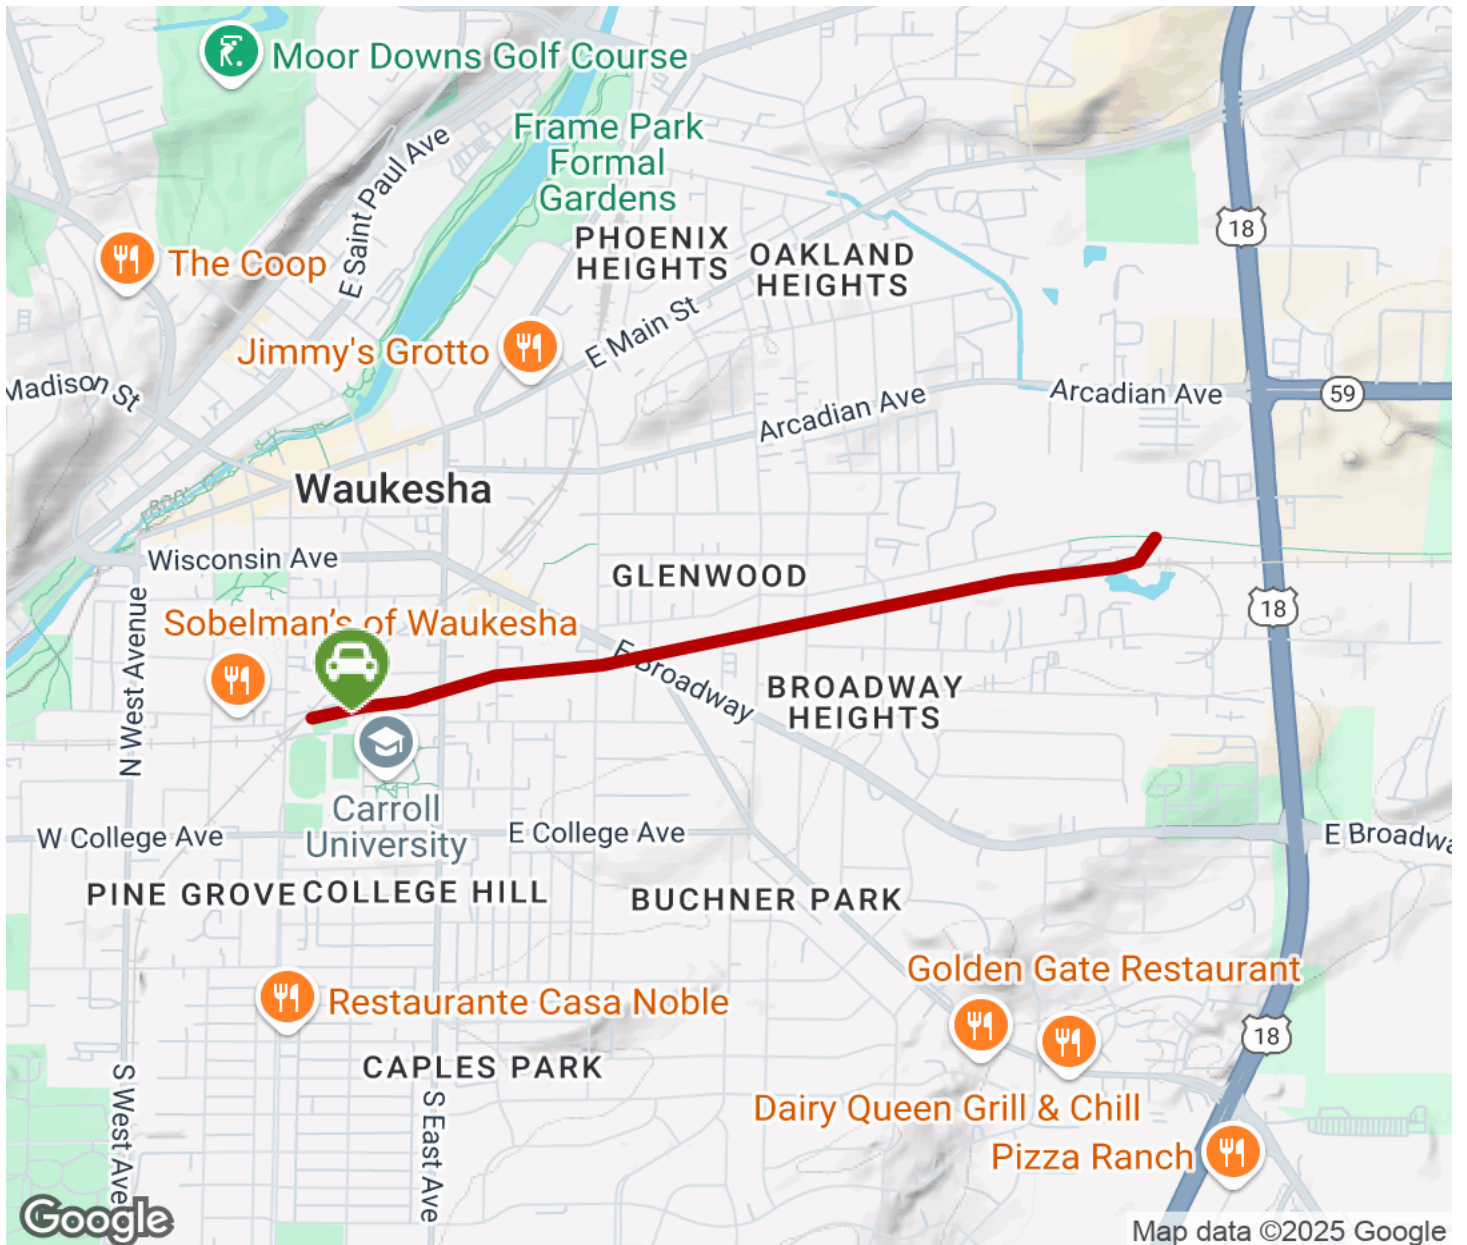 Moor Downs Golf Course
Frame Park
Formal
Gardens
E Saint Paul Ave
PHOENIX
HEIGHTS
OAKLAND
HEIGHTS
18
The Coop
E Main St
Jimmy's Grotto
Madison St
Arcadian Ave
Arcadian Ave
59
Waukesha
Wisconsin Ave
GLENWOOD
18
N West Avenue
Sobelman's of Waukesha
E Broadway
BROADWAY
HEIGHTS
Carroll
University
W College Ave
E College Ave
E Broadwa
PINE GROVE
COLLEGE HILL
BUCHNER PARK
Golden Gate Restaurant
Restaurante Casa Noble
18
CAPLES PARK
S West Ave
S East Ave
Dairy Queen Grill & Chill
Pizza Ranch
Google
Map data ©2025 Google